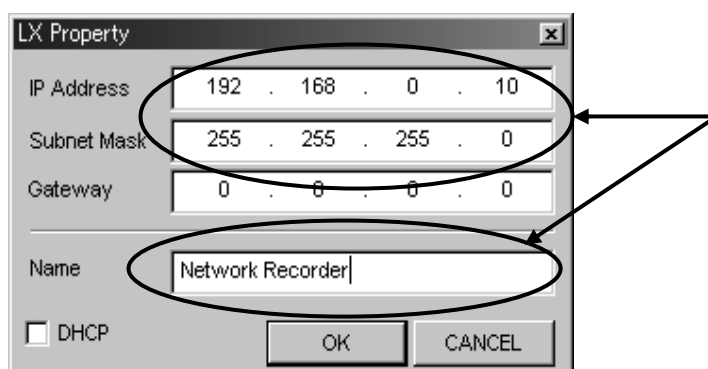 LX Property
IP Address 192 . 168 . 0 . 10
Subnet Mask 255 . 255 . 255 . 0
Gateway 0 . 0 . 0 . 0
Name Network Recorder
DHCP OK CANCEL